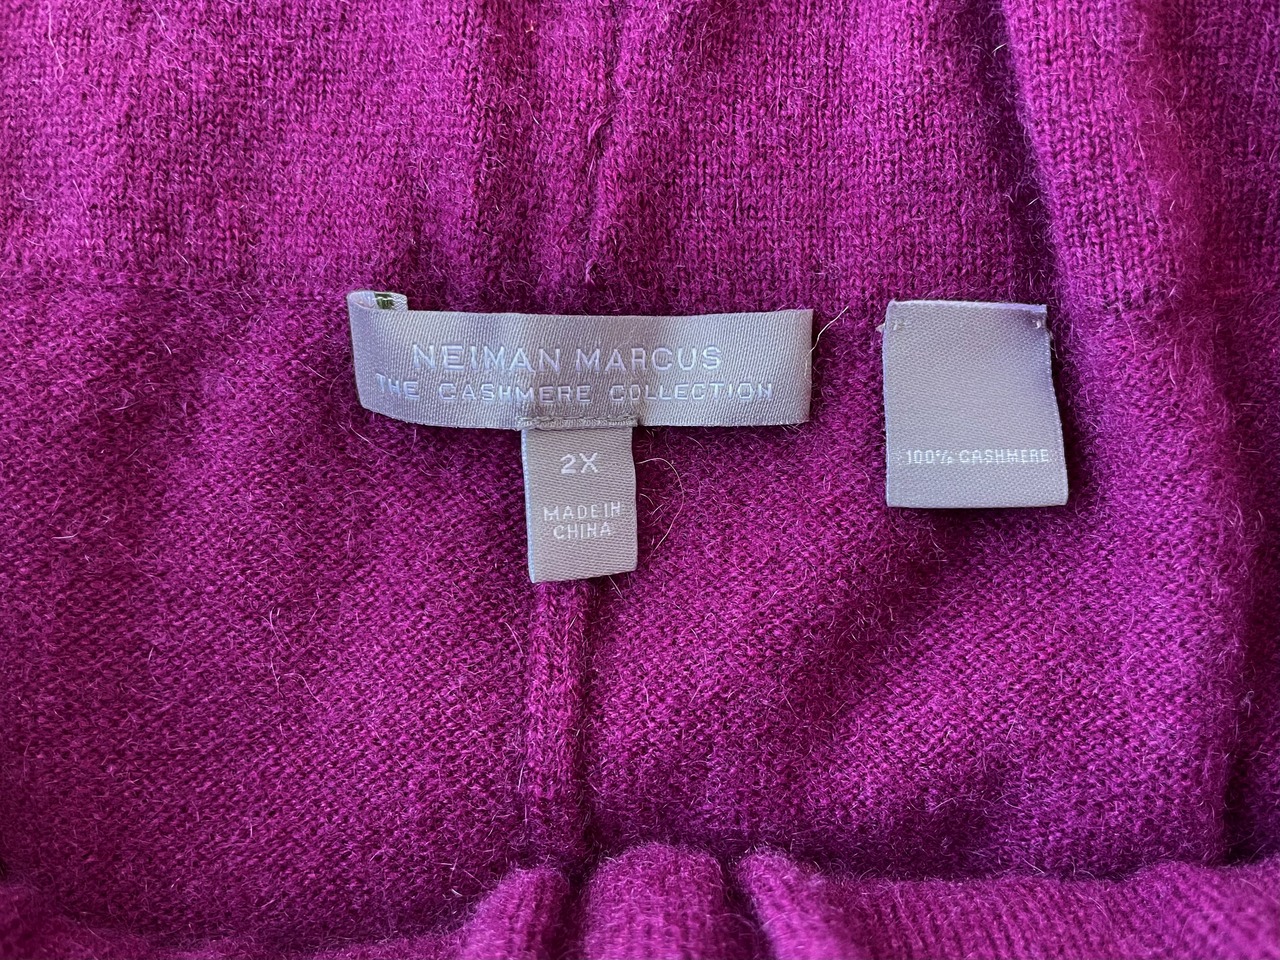 NEIMAN MARCUS
THE CASHMERE COLLECTION
2X
MADE IN
CHINA
100% CASHMERE